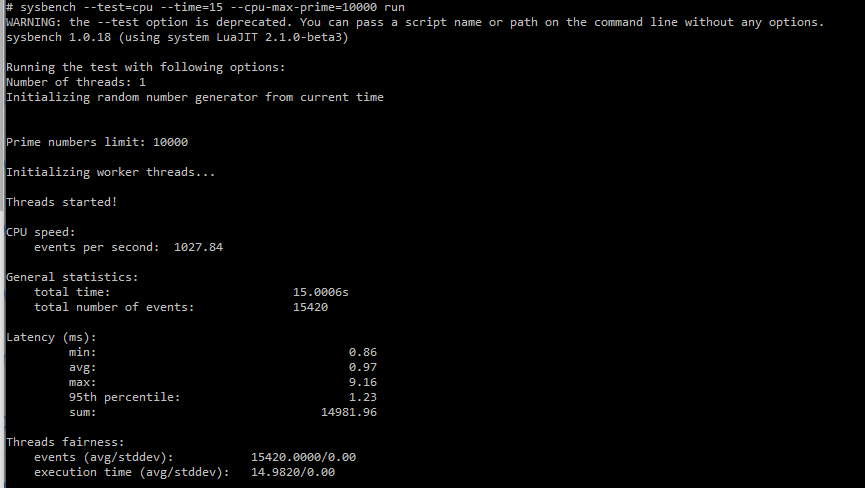 # sysbench --test=cpu --time=15 --cpu-max-prime=10000 run
WARNING: the --test option is deprecated. You can pass a script name or path on the command line without any options.
sysbench 1.0.18 (using system LuaJIT 2.1.0-beta3)
Running the test with following options:
Number of threads: 1
Initializing random number generator from current time
Prime numbers limit: 10000
Initializing worker threads...
Threads started!
CPU speed:
events per second: 1027.84
General statistics:
total time: 15.0006s
total number of events: 15420
Latency (ms):
min: 0.86
avg: 0.97
max: 9.16
95th percentile: 1.23
sum: 14981.96
Threads fairness:
events (avg/stddev): 15420.0000/0.00
execution time (avg/stddev): 14.9820/0.00